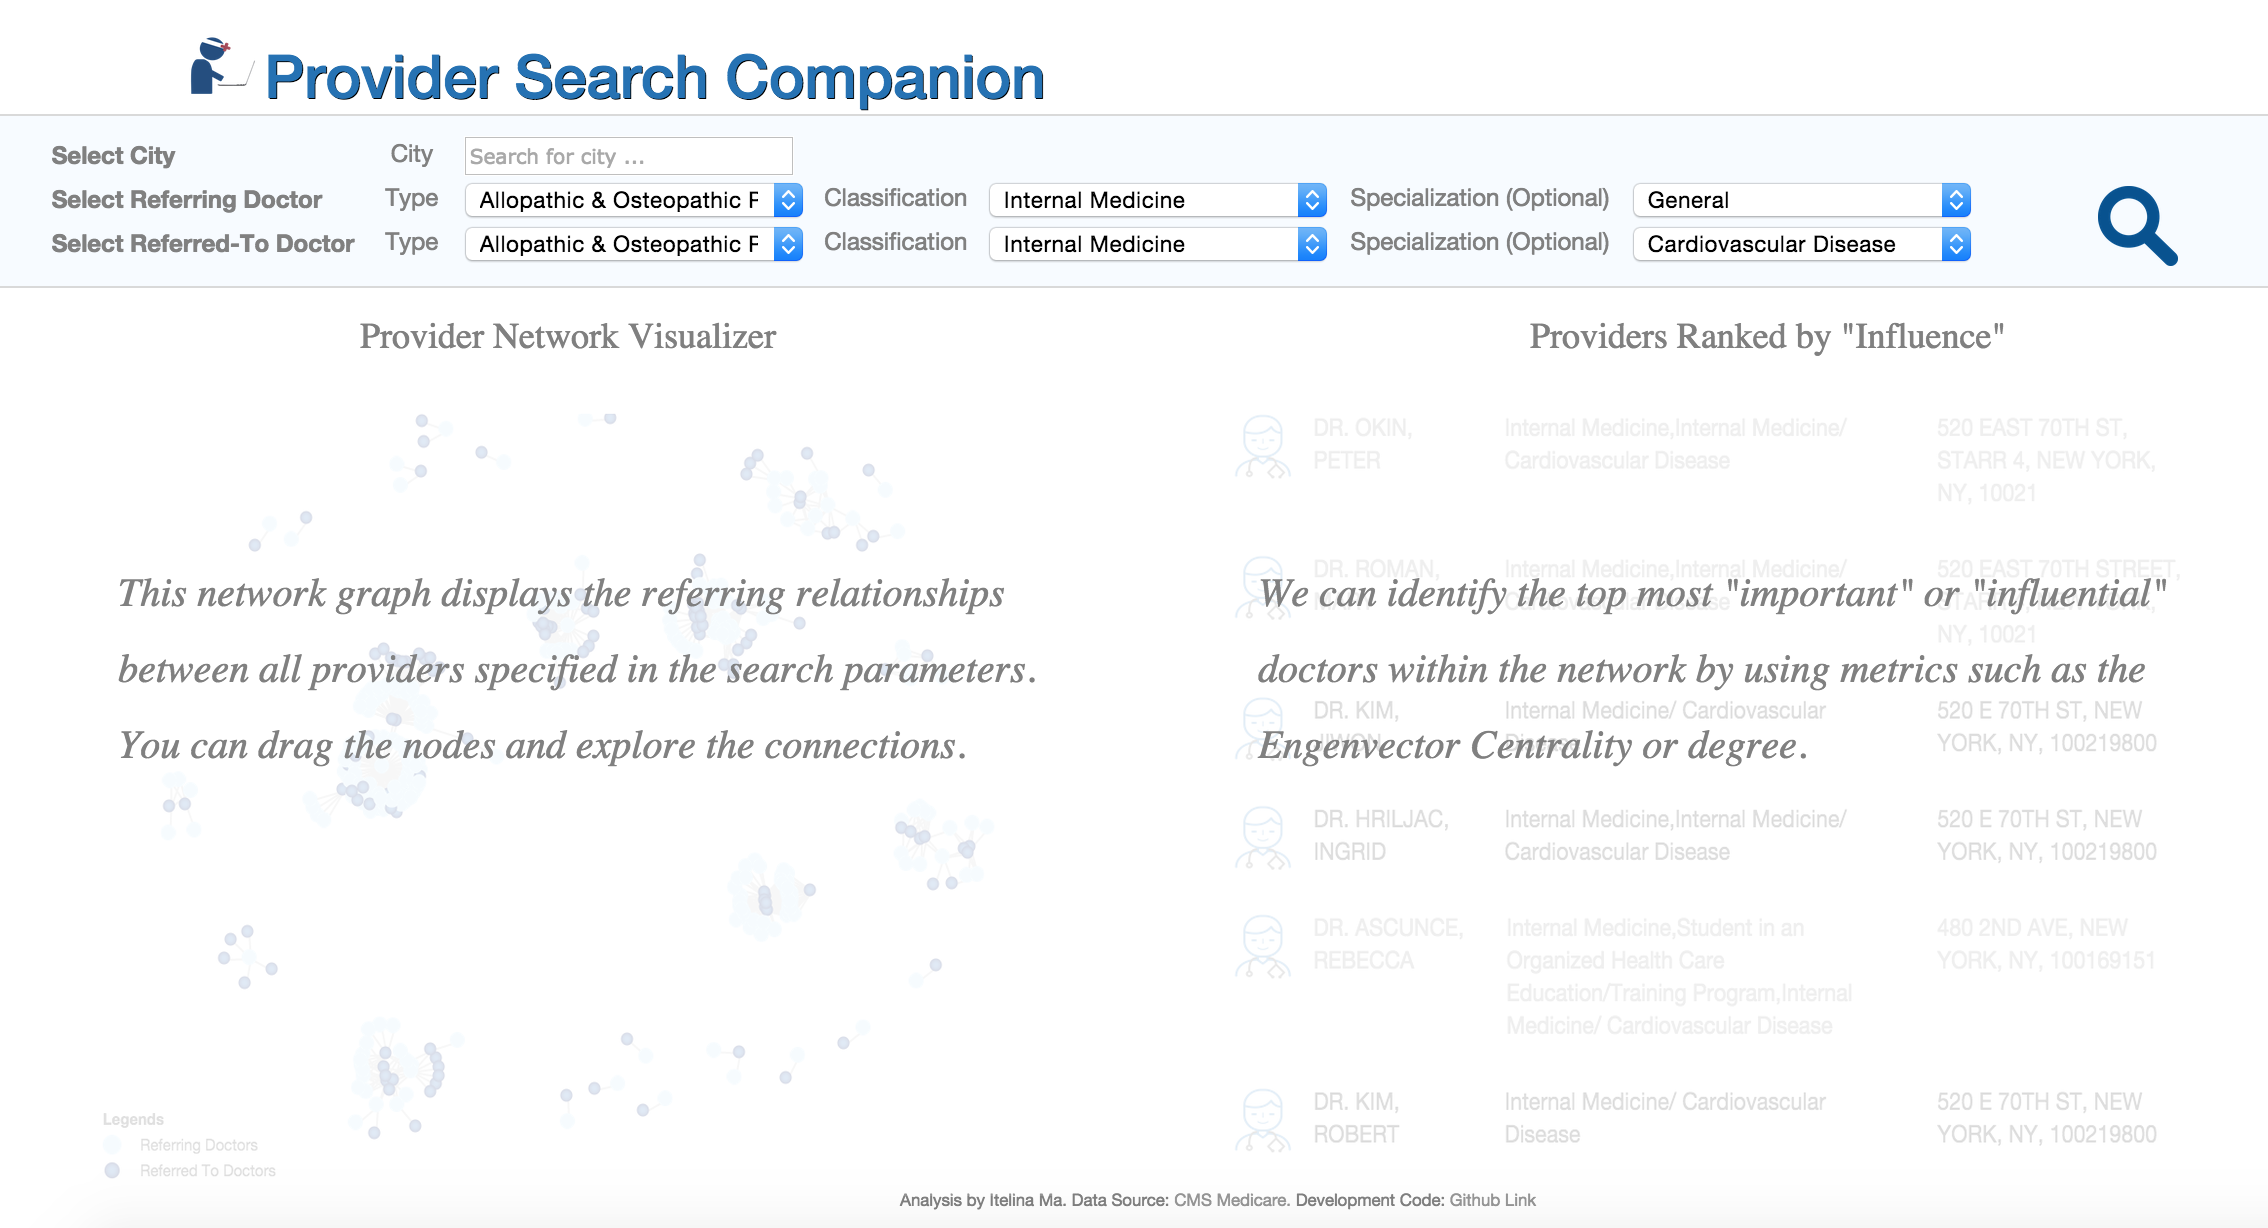 Provider Search Companion
Select City City Search for city ...
Select Referring Doctor Type Allopathic & Osteopathic P Classification Internal Medicine Specialization (Optional) General
Select Referred-To Doctor Type Allopathic & Osteopathic P Classification Internal Medicine Specialization (Optional) Cardiovascular Disease
Provider Network Visualizer
This network graph displays the referring relationships
between all providers specified in the search parameters.
You can drag the nodes and explore the connections.
Legends
Referring Doctors
Referred To Doctors
Providers Ranked by "Influence"
We can identify the top most "important" or "influential"
doctors within the network by using metrics such as the
Engenvector Centrality or degree.
DR. OKIN, Internal Medicine,Internal Medicine/ 520 EAST 70TH ST,
PETER Cardiovascular Disease STARR 4, NEW YORK,
NY, 10021
DR. ROMAN, Internal Medicine,Internal Medicine/ 520 EAST 70TH STREET,
Cardiovascular Disease
NY, 10021
DR. KIM, Internal Medicine/ Cardiovascular 520 E 70TH ST, NEW
JIWON Disease YORK, NY, 100219800
DR. HRILJAC, Internal Medicine,Internal Medicine/ 520 E 70TH ST, NEW
INGRID Cardiovascular Disease YORK, NY, 100219800
DR. ASCUNCE, Internal Medicine,Student in an 480 2ND AVE, NEW
REBECCA Organized Health Care YORK, NY, 100169151
Education/Training Program,Internal
Medicine/ Cardiovascular Disease
DR. KIM, Internal Medicine/ Cardiovascular 520 E 70TH ST, NEW
ROBERT Disease YORK, NY, 100219800
Analysis by Itelina Ma. Data Source: CMS Medicare. Development Code: Github Link